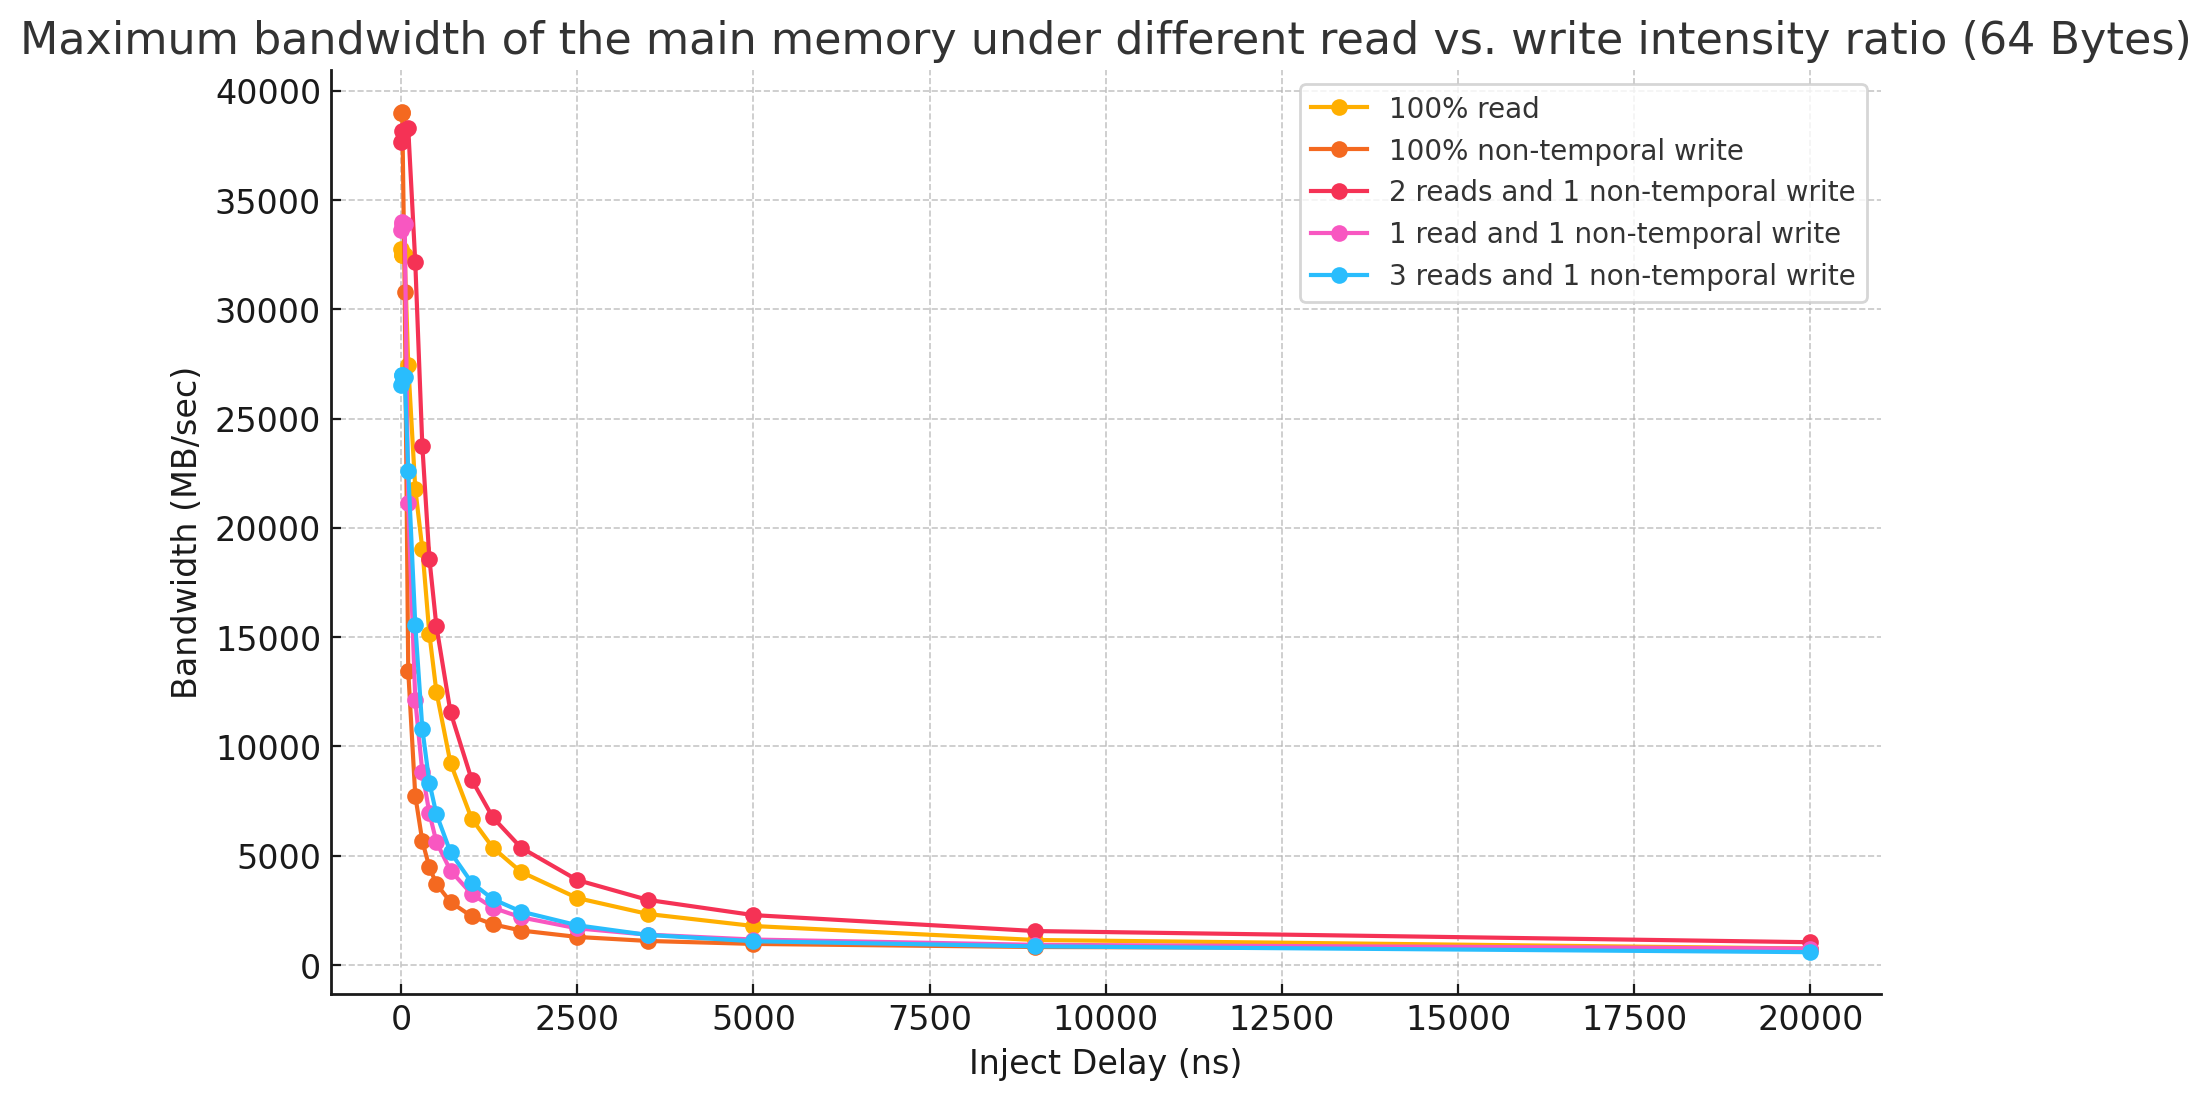 Maximum bandwidth of the main memory under different read vs. write intensity ratio (64 Bytes)
40000
35000
30000
25000
20000
15000
10000
5000
0
Bandwidth (MB/sec)
100% read
100% non-temporal write
2 reads and 1 non-temporal write
1 read and 1 non-temporal write
3 reads and 1 non-temporal write
0 2500 5000 7500 10000 12500 15000 17500 20000
Inject Delay (ns)